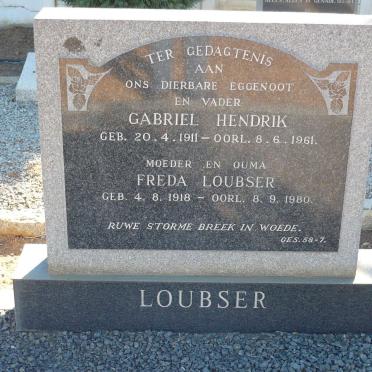 TER GEDAGTENIS
AAN
ONS DIERBARE EGGENOOT
EN VADER
GABRIEL HENDRIK
GEB. 20.4.1911 — OORL. 8.6.1961.
MOEDER EN OUMA
FREDA LOUBSER
GEB. 4.8.1918 — OORL. 8.9.1980.
RUWE STORME BREEK IN WOEDE.
GES. 58-7.
LOUBSER